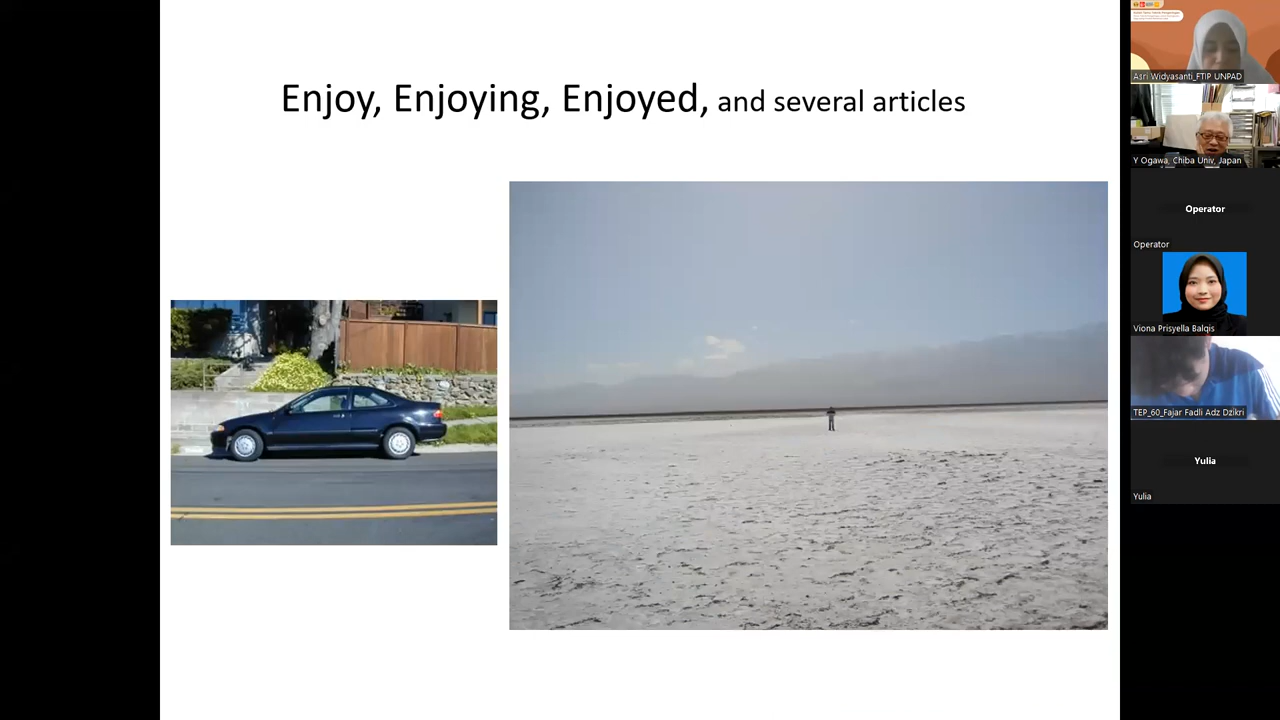 Enjoy, Enjoying, Enjoyed, and several articles
Asri Widyasanti_FTIP UNPAD
Y Ogawa, Chiba Univ, Japan
Operator
Operator
Viona Prisyella Balqis
TEP_60_Fajar Fadli Adz Dzikri
Yulia
Yulia